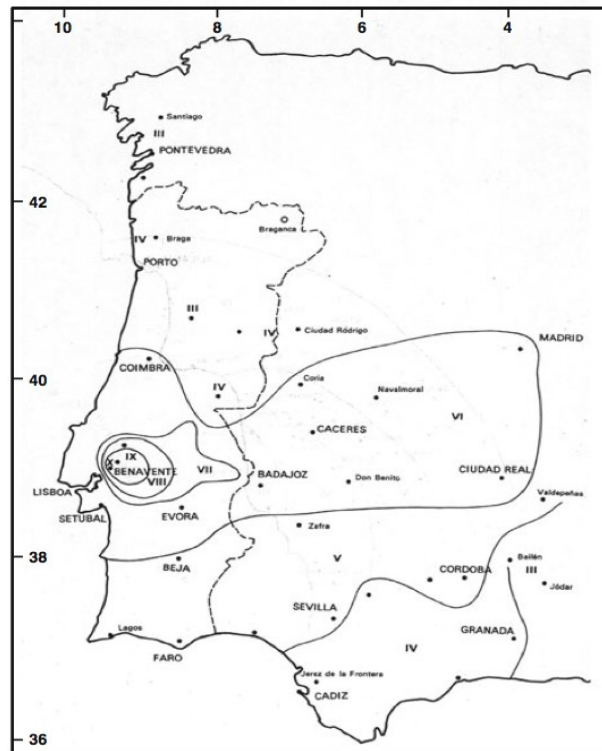 10 8 6 4
42
40
38
36
Santiago
III
PONTEVEDRA
Bragança
IV Braga
PORTO
III
IV Ciudad Ródrigo
MADRID
COIMBRA
IV
Coria
Navalmoral
VI
CACERES
IX
X
BENAVENTE
VII
VIII
BADAJOZ
Don Benito
CIUDAD REAL
LISBOA
SETUBAL
EVORA
Valdepeñas
Zafra
V
BEJA
CORDOBA
Bailén
III
Jódar
SEVILLA
Lagos
FARO
GRANADA
IV
Jerez de la Frontera
CADIZ